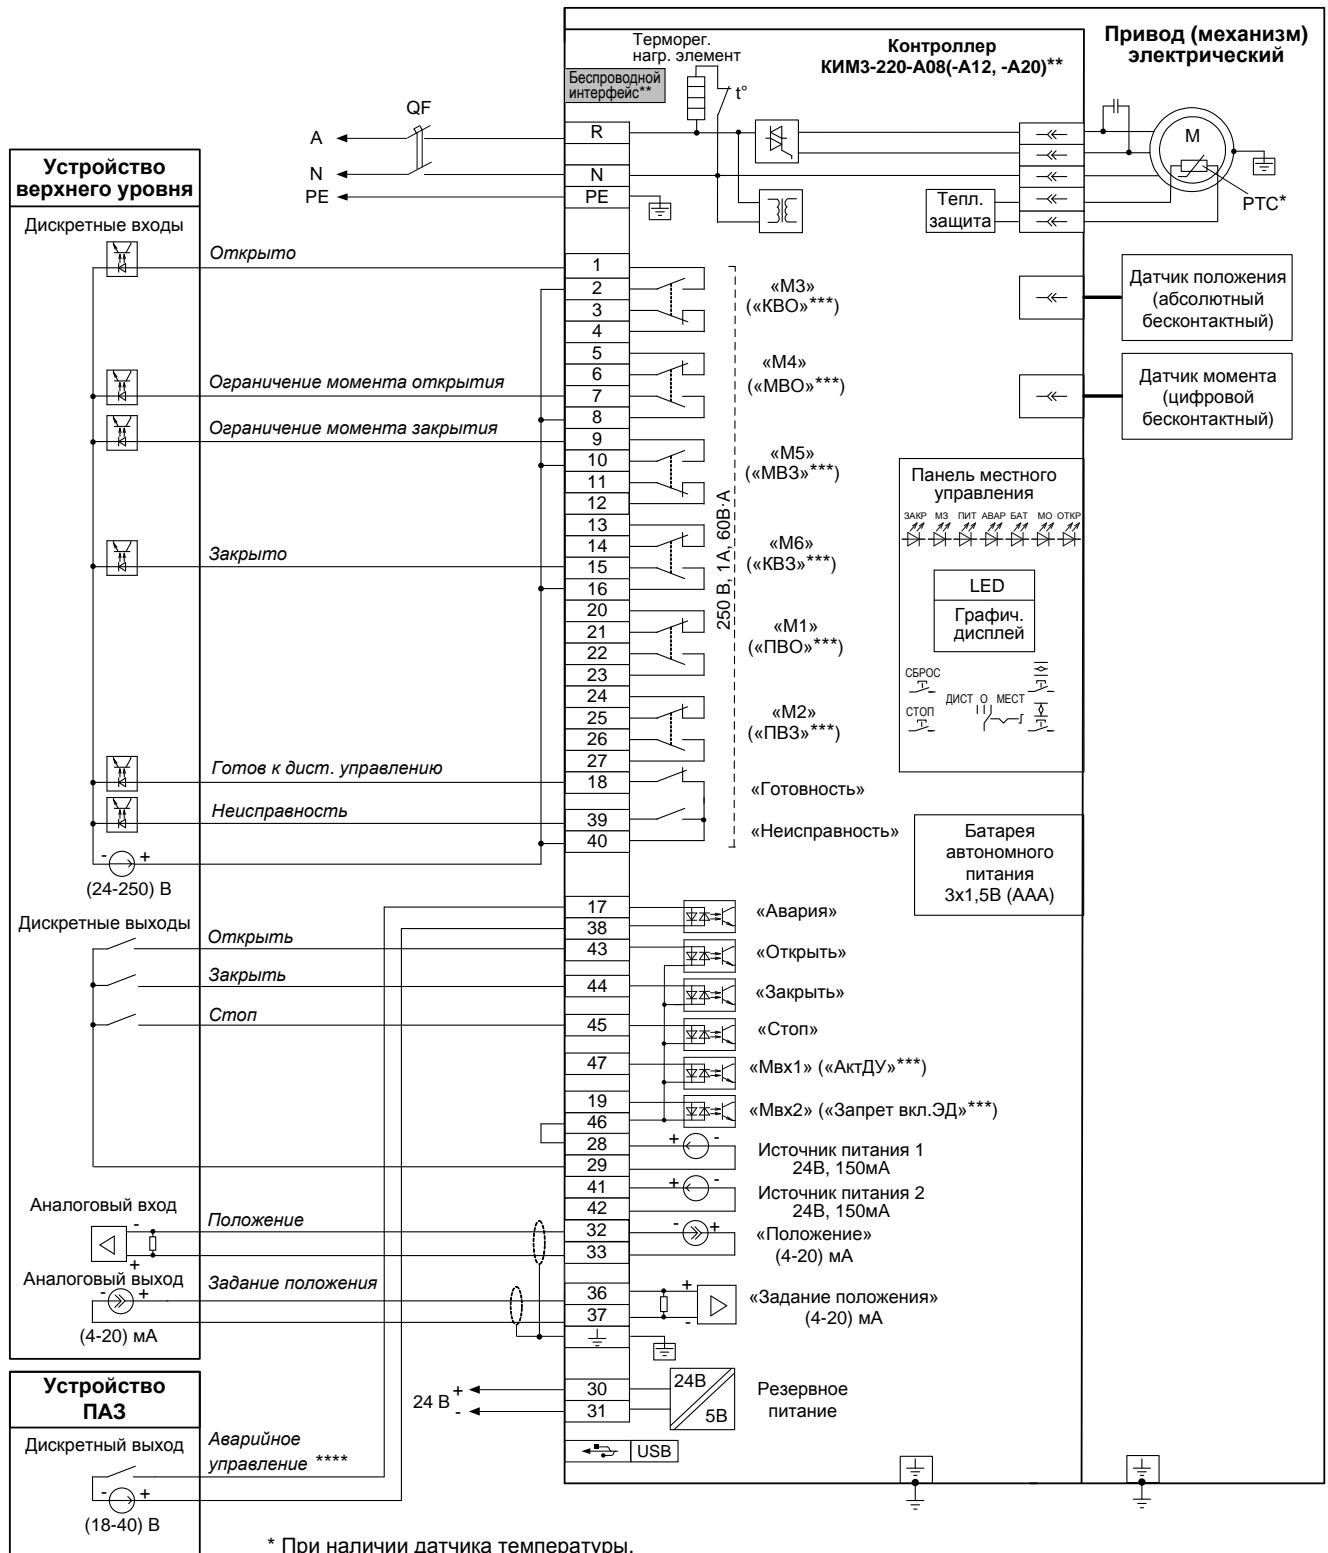 Привод (механизм)
электрический
Контроллер
КИМ3-220-А08(-А12, -А20)**
Терморег.
нагр. элемент
Беспроводной
интерфейс**
t°
QF
A
N
PE
R
N
PE
M
PTC*
Тепл.
защита
Устройство
верхнего уровня
Дискретные входы
Открыто
Ограничение момента открытия
Ограничение момента закрытия
Закрыто
Готов к дист. управлению
Неисправность
- +
(24-250) В
1
2
3
4
5
6
7
8
9
10
11
12
13
14
15
16
20
21
22
23
24
25
26
27
18
39
40
«М3»
(«КВО»***)
«М4»
(«МВО»***)
«М5»
(«МВЗ»***)
«М6»
(«КВЗ»***)
«М1»
(«ПВО»***)
«М2»
(«ПВЗ»***)
«Готовность»
«Неисправность»
250 В, 1А, 60В·А
Датчик положения
(абсолютный
бесконтактный)
Датчик момента
(цифровой
бесконтактный)
Панель местного
управления
ЗАКР МЗ ПИТ АВАР БАТ МО ОТКР
LED
Графич.
дисплей
СБРОС
СТОП
ДИСТ О МЕСТ
Батарея
автономного
питания
3х1,5В (ААА)
Дискретные выходы
Открыть
Закрыть
Стоп
17
38
43
44
45
47
19
46
28
29
41
42
32
33
36
37
30
31
«Авария»
«Открыть»
«Закрыть»
«Стоп»
«Мвх1» («АктДУ»***)
«Мвх2» («Запрет вкл.ЭД»***)
+ -
Источник питания 1
24В, 150мА
+ -
Источник питания 2
24В, 150мА
- +
«Положение»
(4-20) мА
+
-
«Задание положения»
(4-20) мА
Аналоговый вход
-
+
Положение
Аналоговый выход
- +
Задание положения
(4-20) мА
24 В
+
-
24В
5В
Резервное
питание
USB
Устройство
ПАЗ
Дискретный выход
Аварийное
управление ****
- +
(18-40) В
* При наличии датчика температуры.